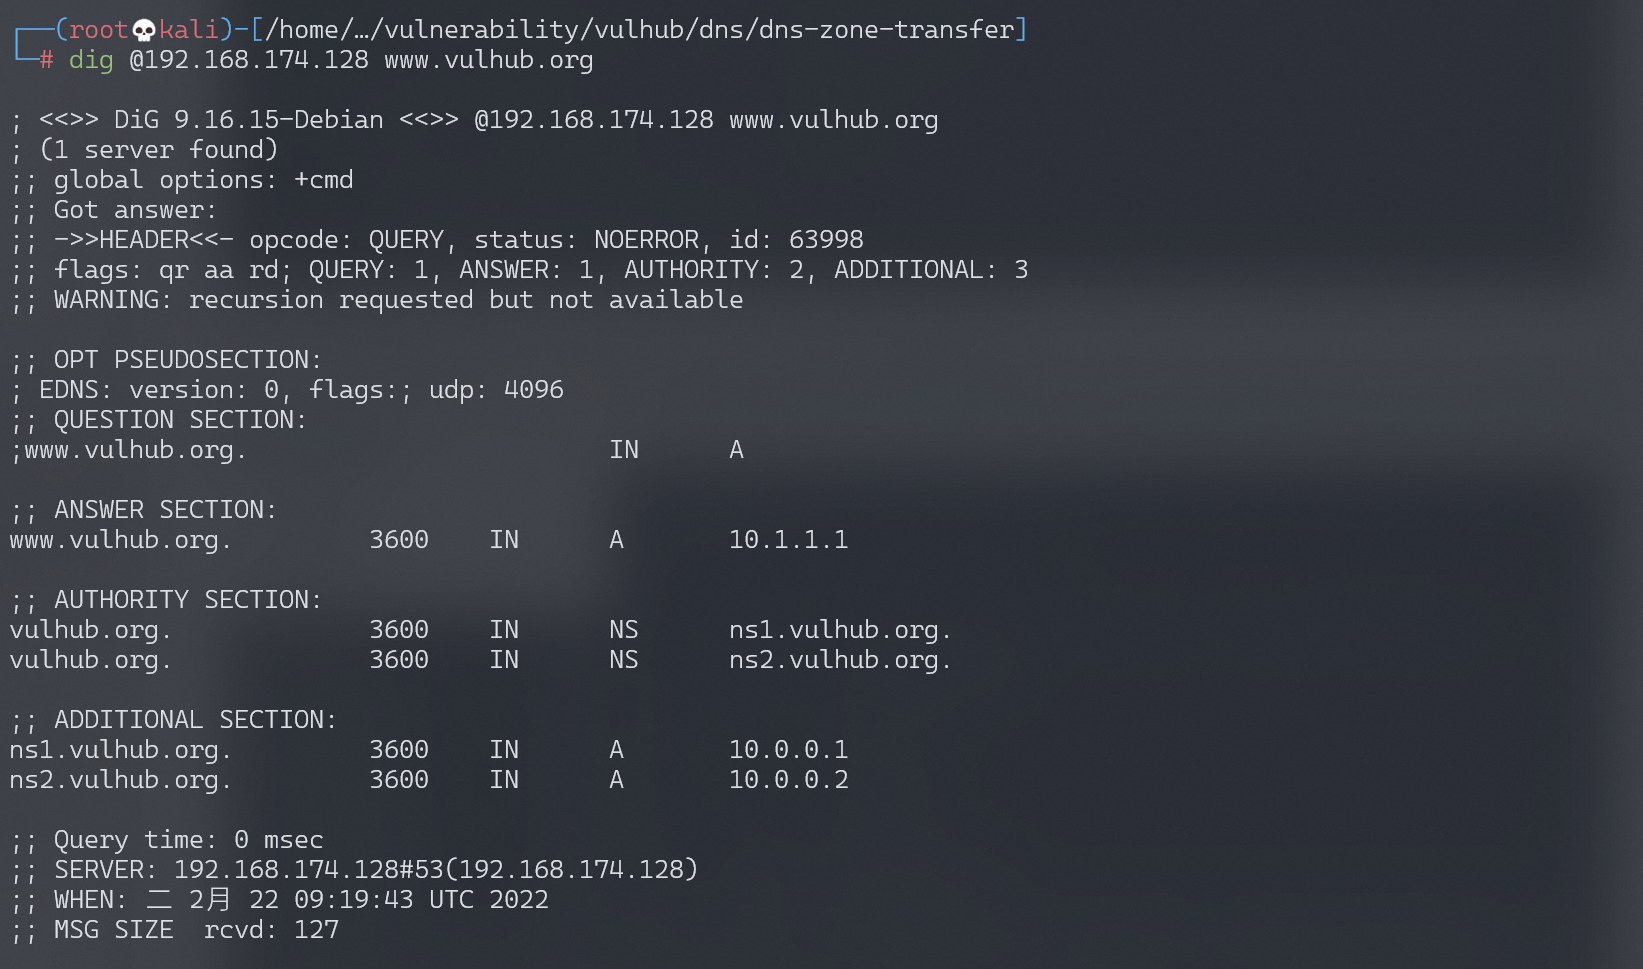 ┌──(root💀kali)-[/home/…/vulnerability/vulhub/dns/dns-zone-transfer]
└─# dig @192.168.174.128 www.vulhub.org

; <<>> DiG 9.16.15-Debian <<>> @192.168.174.128 www.vulhub.org
; (1 server found)
;; global options: +cmd
;; Got answer:
;; ->>HEADER<<- opcode: QUERY, status: NOERROR, id: 63998
;; flags: qr aa rd; QUERY: 1, ANSWER: 1, AUTHORITY: 2, ADDITIONAL: 3
;; WARNING: recursion requested but not available

;; OPT PSEUDOSECTION:
; EDNS: version: 0, flags:; udp: 4096
;; QUESTION SECTION:
;www.vulhub.org.                        IN      A

;; ANSWER SECTION:
www.vulhub.org.         3600    IN      A       10.1.1.1

;; AUTHORITY SECTION:
vulhub.org.             3600    IN      NS      ns1.vulhub.org.
vulhub.org.             3600    IN      NS      ns2.vulhub.org.

;; ADDITIONAL SECTION:
ns1.vulhub.org.         3600    IN      A       10.0.0.1
ns2.vulhub.org.         3600    IN      A       10.0.0.2

;; Query time: 0 msec
;; SERVER: 192.168.174.128#53(192.168.174.128)
;; WHEN: 二 2月 22 09:19:43 UTC 2022
;; MSG SIZE  rcvd: 127